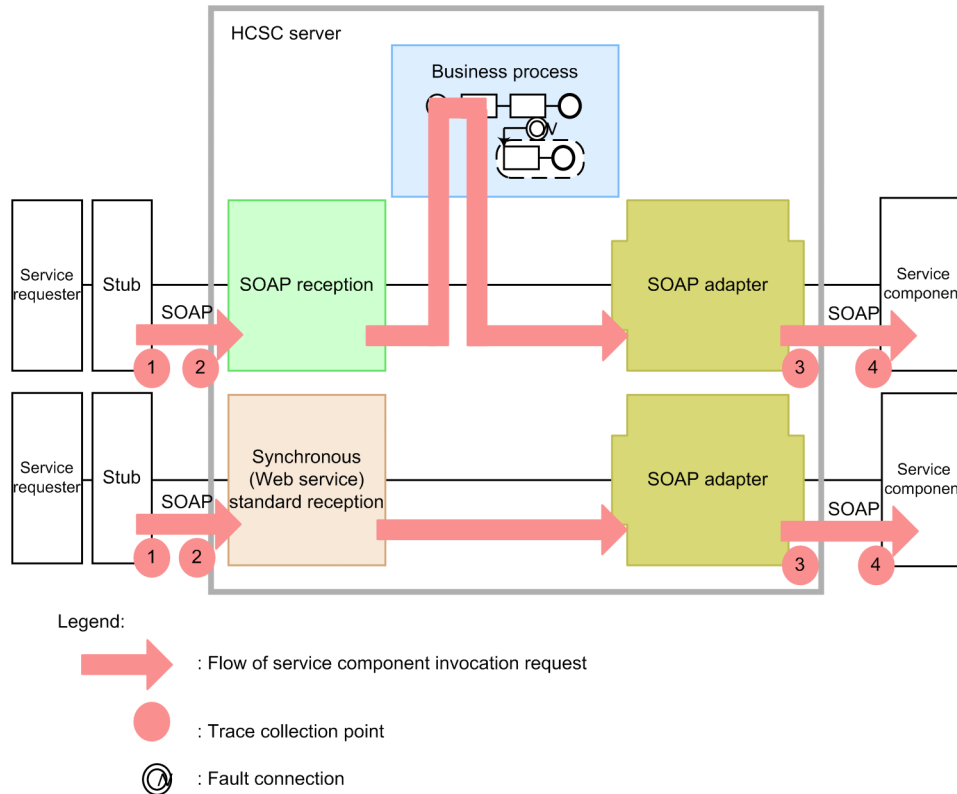 HCSC server
Business process
Service
requester
Stub
SOAP
SOAP reception
SOAP adapter
SOAP
Service
component
1
2
3
4
Service
requester
Stub
SOAP
Synchronous
(Web service)
standard reception
SOAP adapter
SOAP
Service
component
1
2
3
4
Legend:
: Flow of service component invocation request
: Trace collection point
: Fault connection